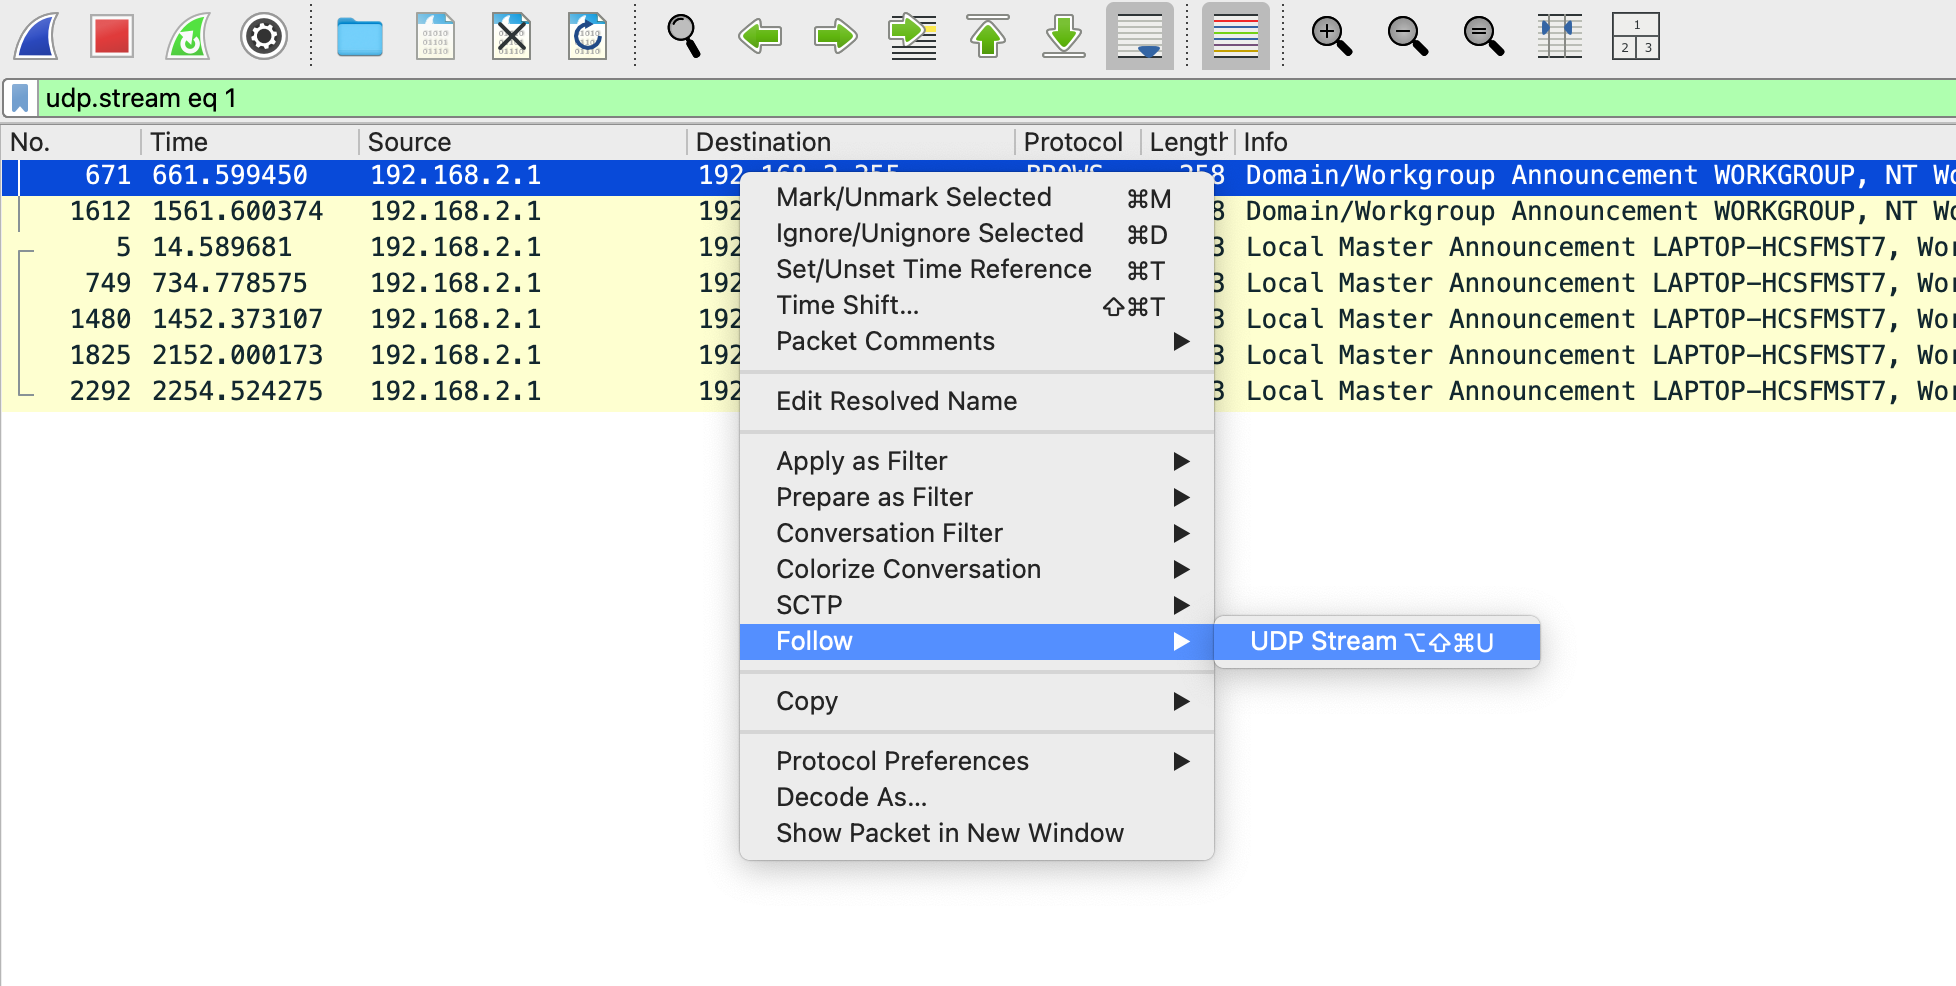 1
2 3
udp.stream eq 1
No. Time Source Destination Protocol Length Info
671 661.599450 192.168.2.1 192.168.2.255 BROWS 258 Domain/Workgroup Announcement WORKGROUP, NT Wo
1612 1561.600374 192.168.2.1 192 8 Domain/Workgroup Announcement WORKGROUP, NT Wo
5 14.589681 192.168.2.1 192 3 Local Master Announcement LAPTOP-HCSFMST7, Wor
749 734.778575 192.168.2.1 192 3 Local Master Announcement LAPTOP-HCSFMST7, Wor
1480 1452.373107 192.168.2.1 192 3 Local Master Announcement LAPTOP-HCSFMST7, Wor
1825 2152.000173 192.168.2.1 192 3 Local Master Announcement LAPTOP-HCSFMST7, Wor
2292 2254.524275 192.168.2.1 192 3 Local Master Announcement LAPTOP-HCSFMST7, Wor
Mark/Unmark Selected ⌘M
Ignore/Unignore Selected ⌘D
Set/Unset Time Reference ⌘T
Time Shift... ⇧⌘T
Packet Comments
Edit Resolved Name
Apply as Filter
Prepare as Filter
Conversation Filter
Colorize Conversation
SCTP
Follow
UDP Stream ⌥⇧⌘U
Copy
Protocol Preferences
Decode As...
Show Packet in New Window